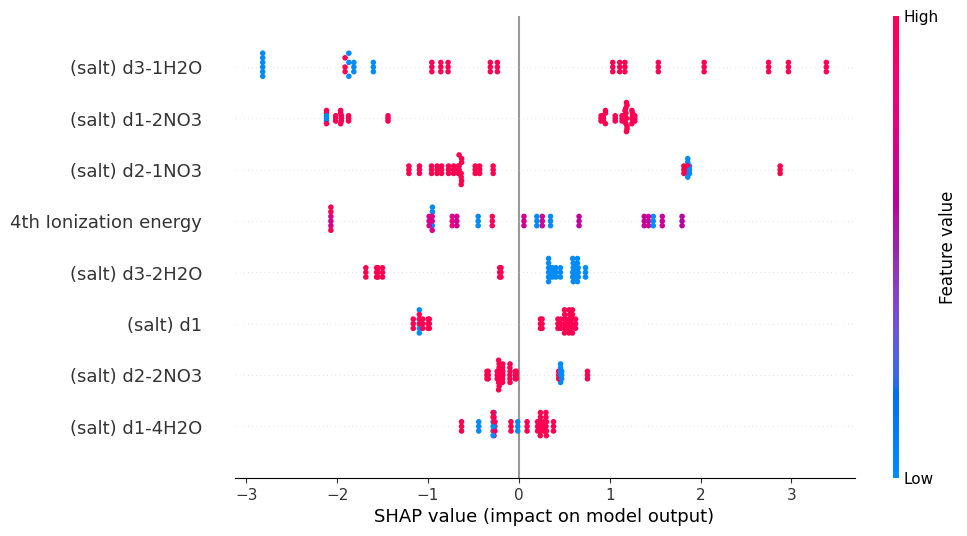 High
(salt) d3-1H2O
(salt) d1-2NO3
(salt) d2-1NO3
4th Ionization energy
(salt) d3-2H2O
(salt) d1
(salt) d2-2NO3
(salt) d1-4H2O
Feature value
Low
−3 −2 −1 0 1 2 3
SHAP value (impact on model output)